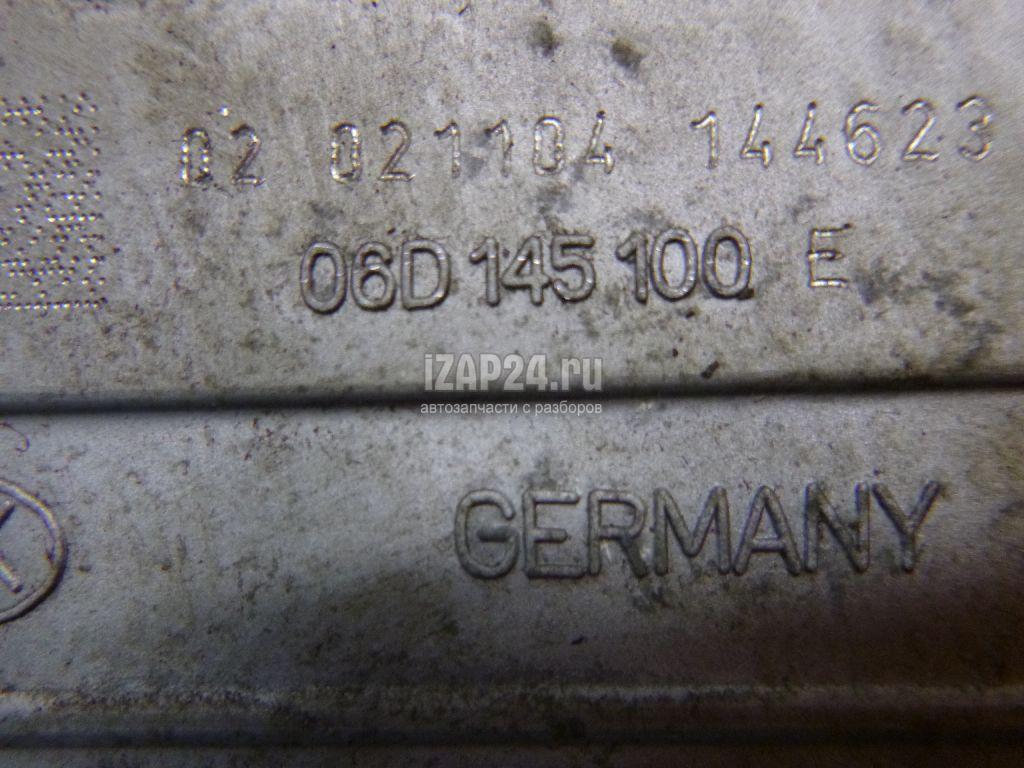 02 021104 144623
06D 145 100 E
iZAP24.ru
автозапчасти с разборов
GERMANY